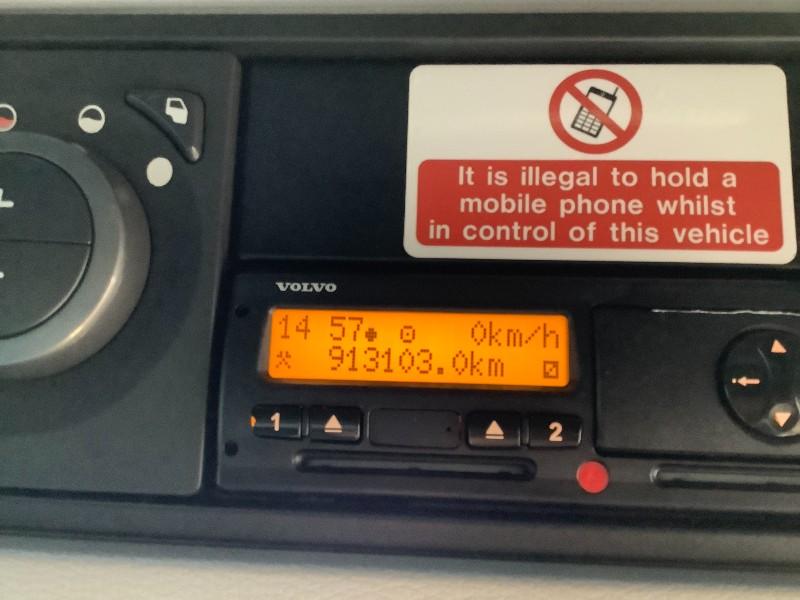 It is illegal to hold a
mobile phone whilst
in control of this vehicle
VOLVO
14 57 0km/h
913103.0km
1 2